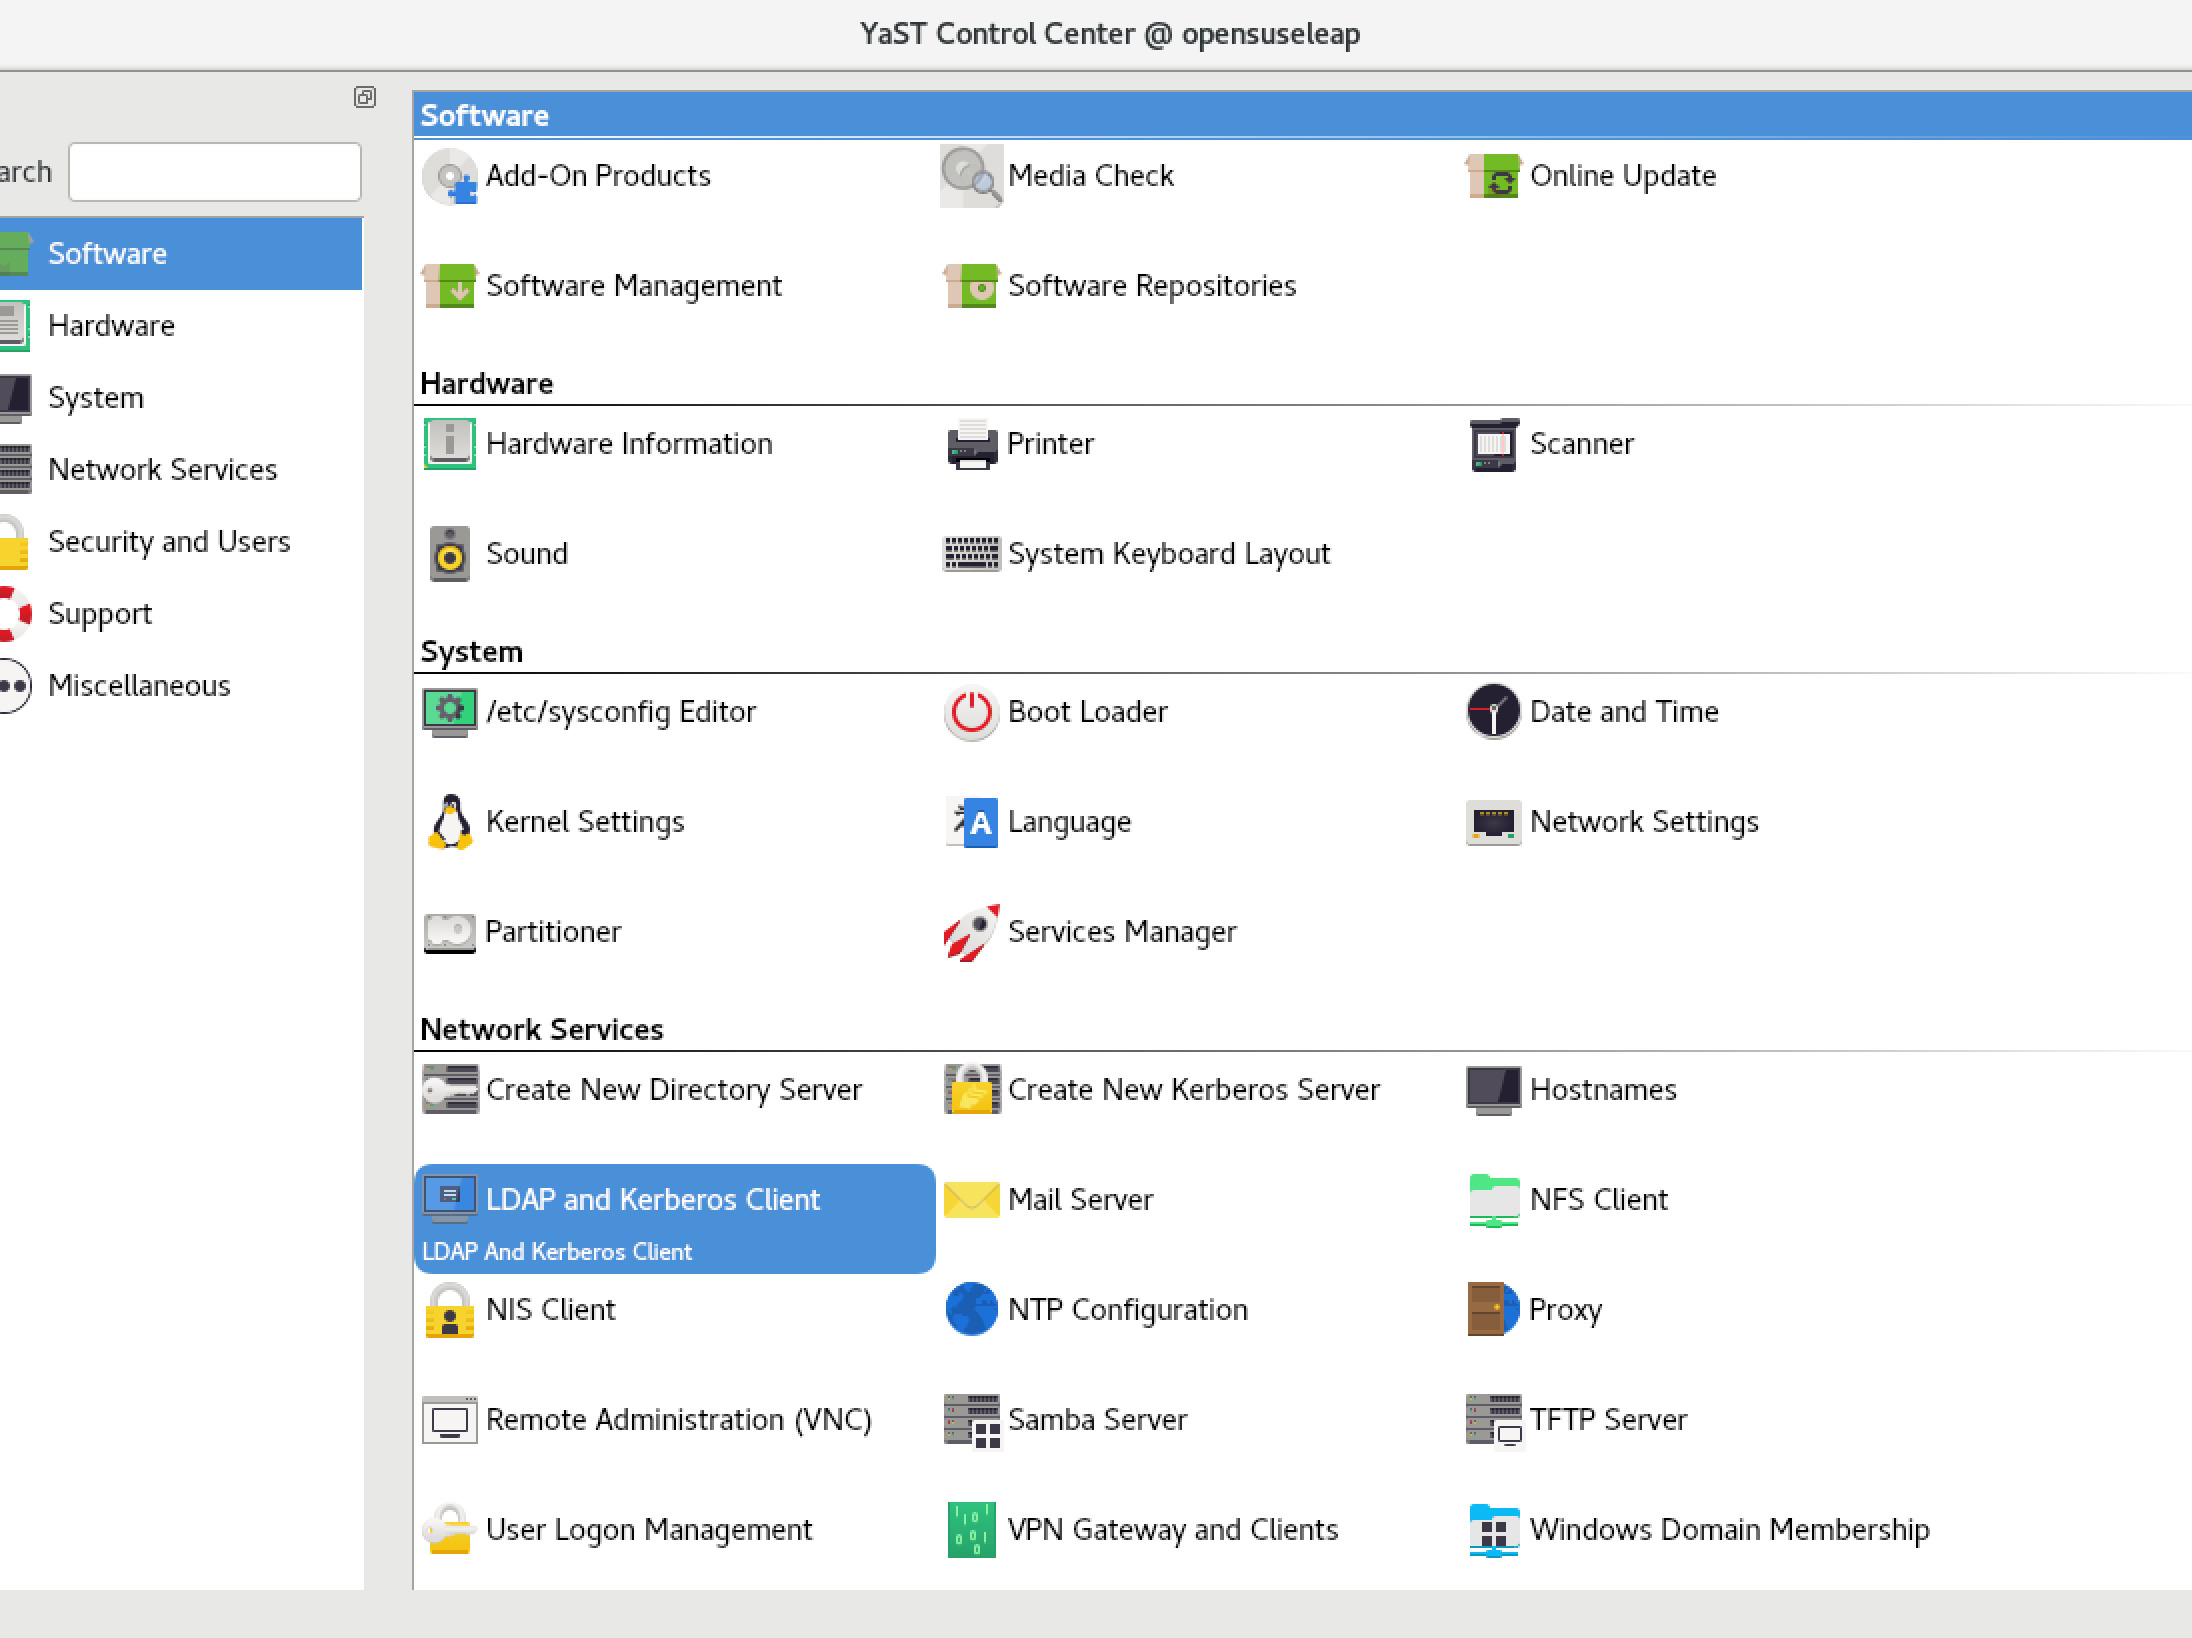 YaST Control Center @ opensuseleap
arch
Software
Hardware
System
Network Services
Security and Users
Support
Miscellaneous
Software
Add-On Products Media Check Online Update
Software Management Software Repositories
Hardware
Hardware Information Printer Scanner
Sound System Keyboard Layout
System
/etc/sysconfig Editor Boot Loader Date and Time
Kernel Settings Language Network Settings
Partitioner Services Manager
Network Services
Create New Directory Server Create New Kerberos Server Hostnames
LDAP and Kerberos Client Mail Server NFS Client
LDAP And Kerberos Client
NIS Client NTP Configuration Proxy
Remote Administration (VNC) Samba Server TFTP Server
User Logon Management VPN Gateway and Clients Windows Domain Membership